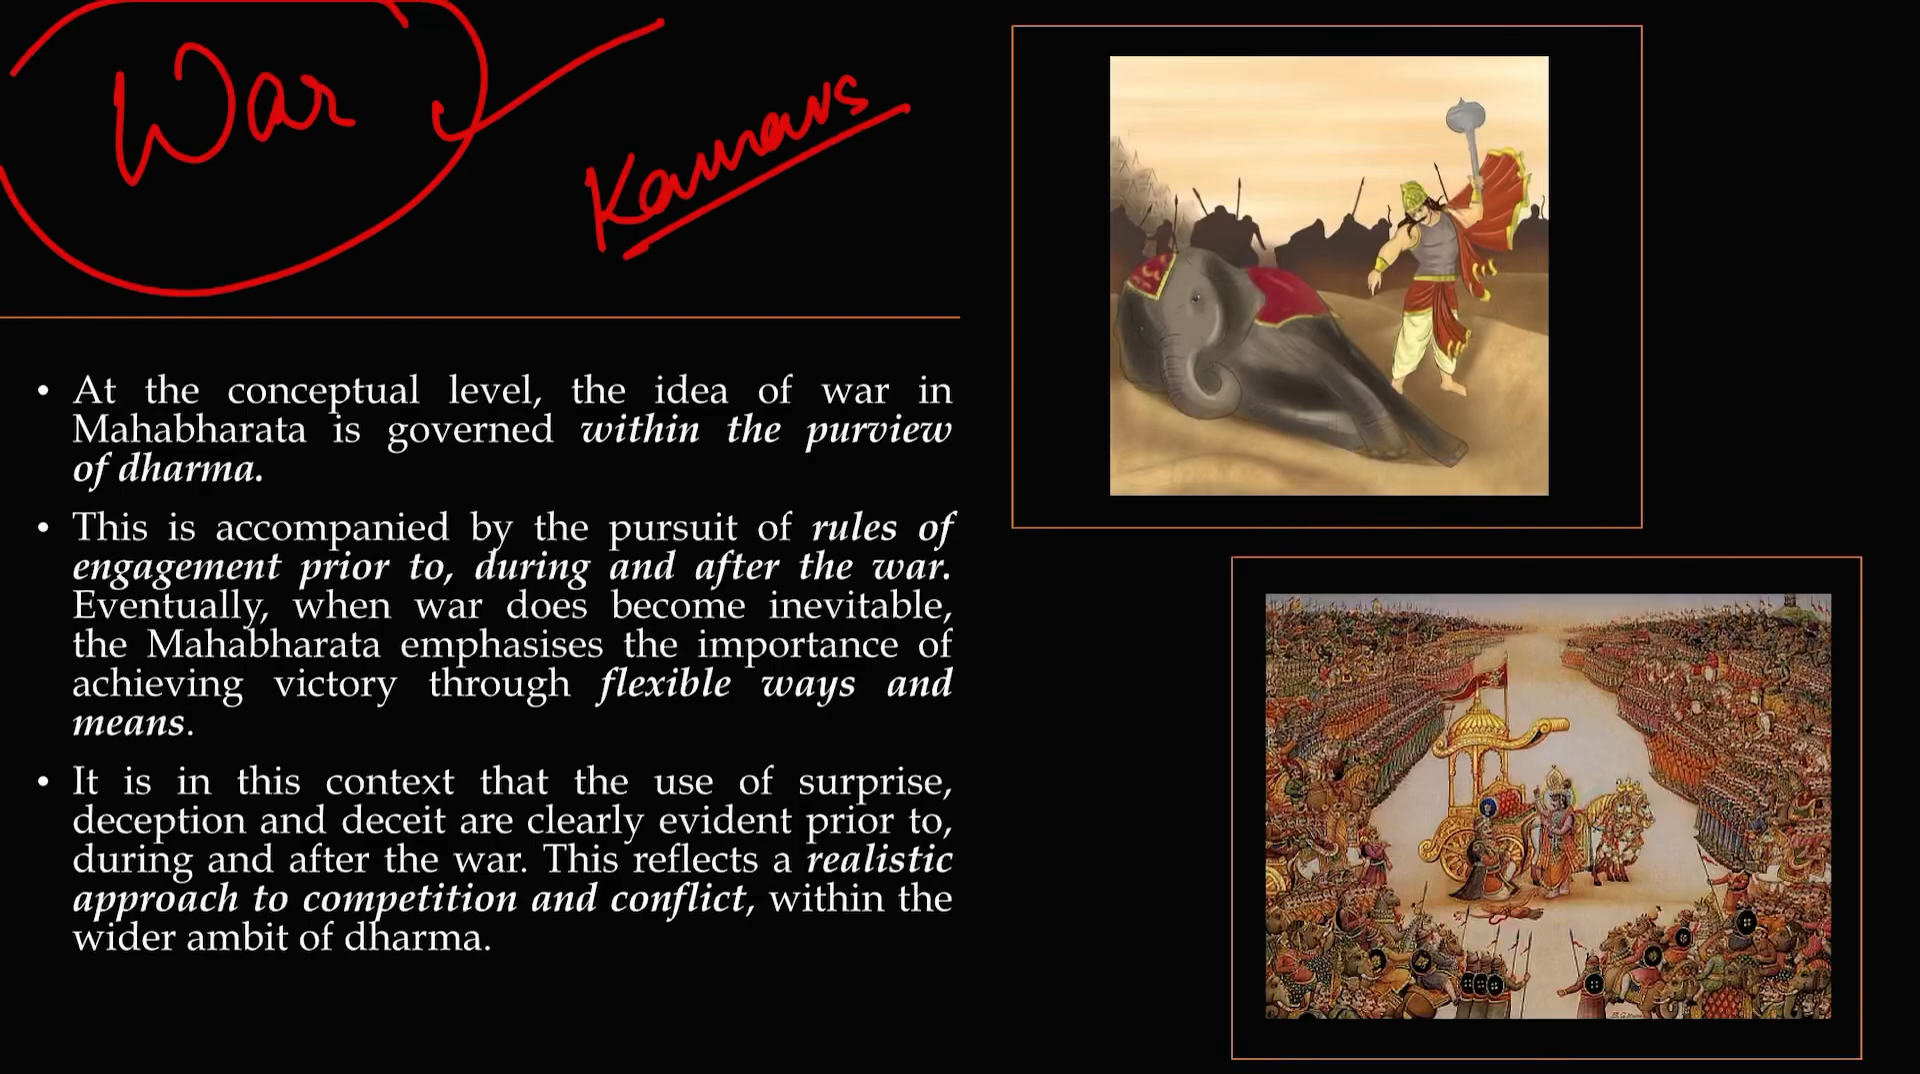 War
Kauravs
• At the conceptual level, the idea of war in
Mahabharata is governed within the purview
of dharma.
• This is accompanied by the pursuit of rules of
engagement prior to, during and after the war.
Eventually, when war does become inevitable,
the Mahabharata emphasises the importance of
achieving victory through flexible ways and
means.
• It is in this context that the use of surprise,
deception and deceit are clearly evident prior to,
during and after the war. This reflects a realistic
approach to competition and conflict, within the
wider ambit of dharma.